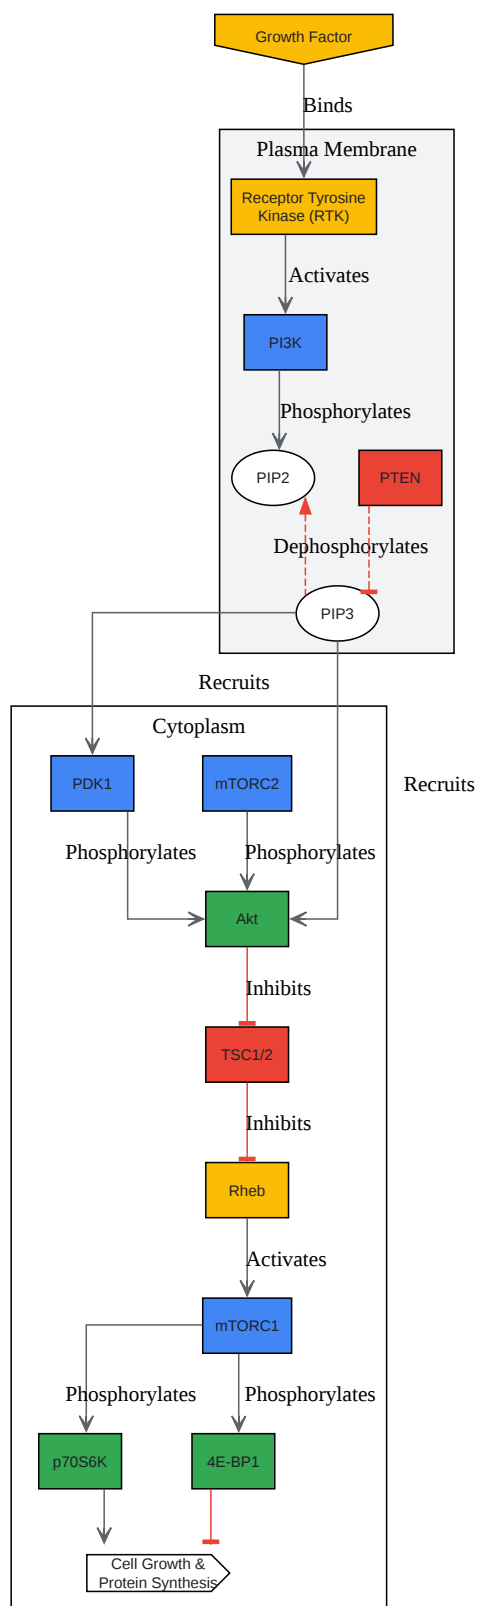 Growth Factor
Binds
Plasma Membrane
Receptor Tyrosine
Kinase (RTK)
Activates
PI3K
Phosphorylates
PIP2
PTEN
Dephosphorylates
PIP3
Recruits
Cytoplasm
PDK1
mTORC2
Recruits
Phosphorylates
Phosphorylates
Akt
Inhibits
TSC1/2
Inhibits
Rheb
Activates
mTORC1
Phosphorylates
Phosphorylates
p70S6K
4E-BP1
Cell Growth &
Protein Synthesis